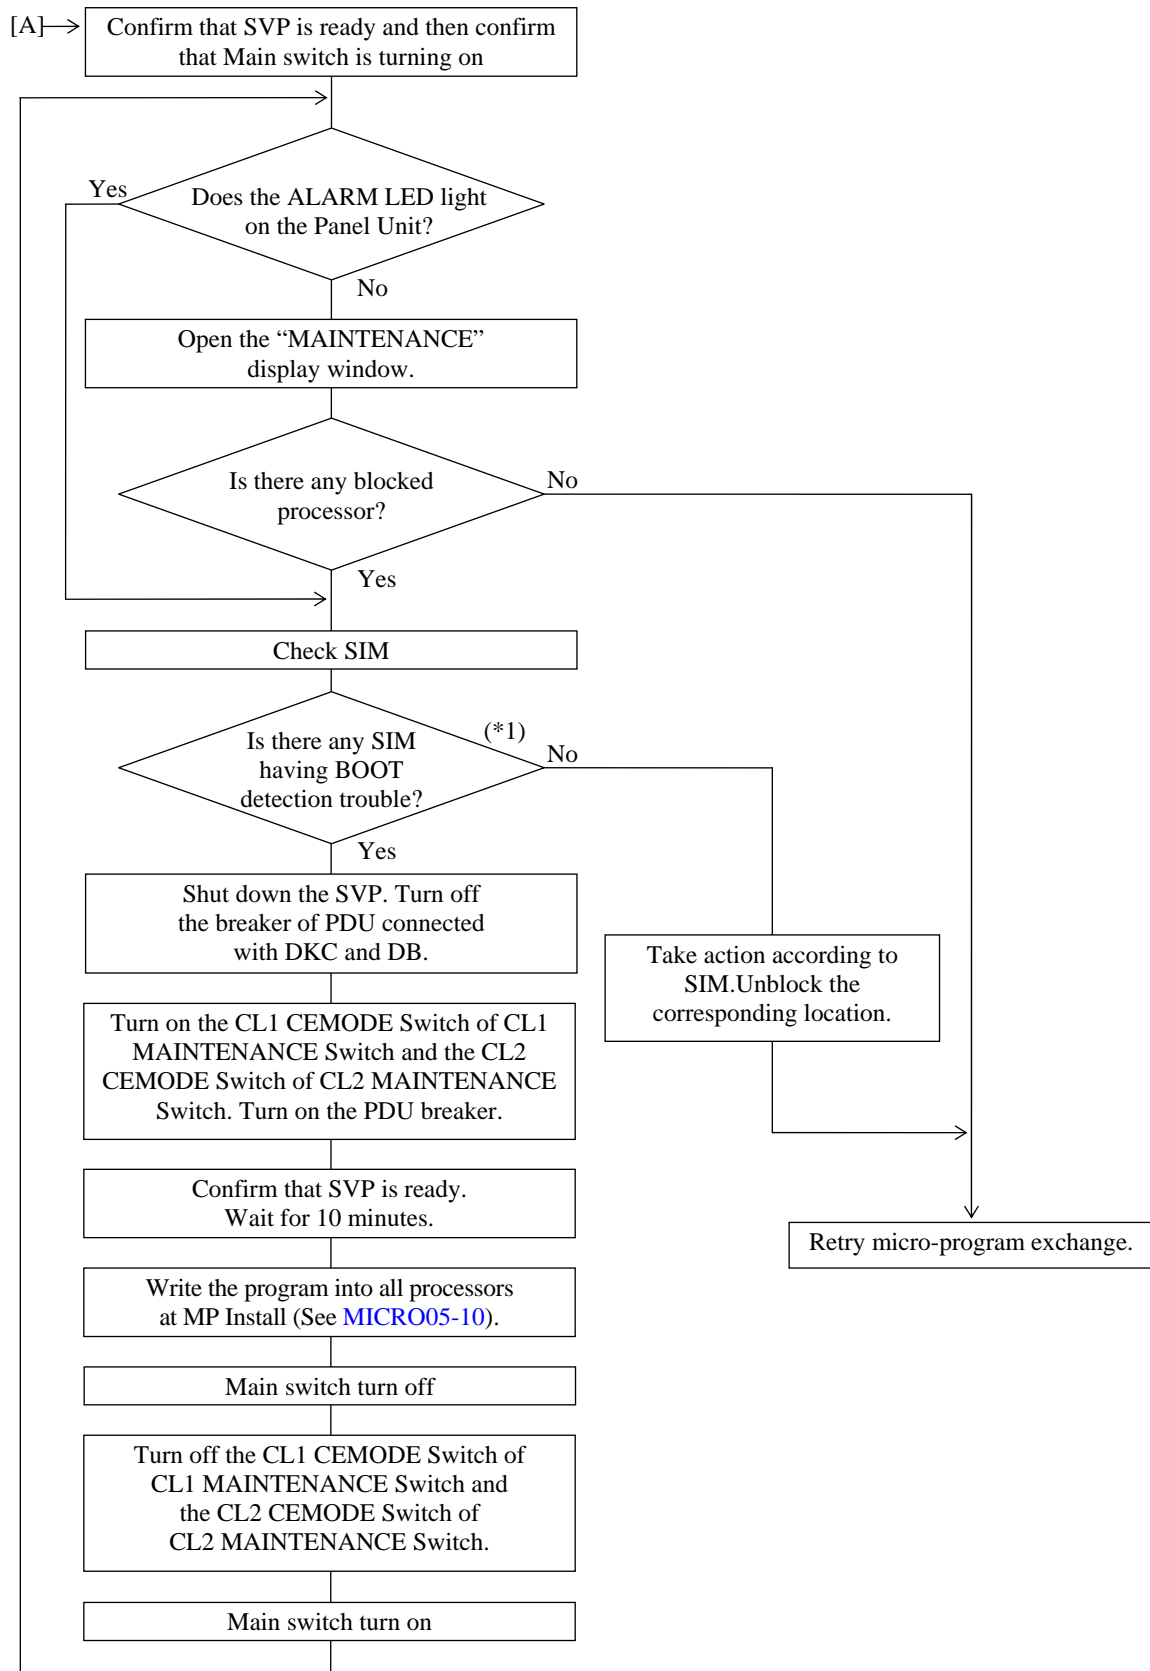 [A]
Confirm that SVP is ready and then confirm
that Main switch is turning on
Yes
Does the ALARM LED light
on the Panel Unit?
No
Open the “MAINTENANCE”
display window.
Is there any blocked
processor?
No
Yes
Check SIM
(*1)
Is there any SIM
having BOOT
detection trouble?
No
Yes
Shut down the SVP. Turn off
the breaker of PDU connected
with DKC and DB.
Take action according to
SIM.Unblock the
corresponding location.
Turn on the CL1 CEMODE Switch of CL1
MAINTENANCE Switch and the CL2
CEMODE Switch of CL2 MAINTENANCE
Switch. Turn on the PDU breaker.
Confirm that SVP is ready.
Wait for 10 minutes.
Retry micro-program exchange.
Write the program into all processors
at MP Install (See MICRO05-10).
Main switch turn off
Turn off the CL1 CEMODE Switch of
CL1 MAINTENANCE Switch and
the CL2 CEMODE Switch of
CL2 MAINTENANCE Switch.
Main switch turn on